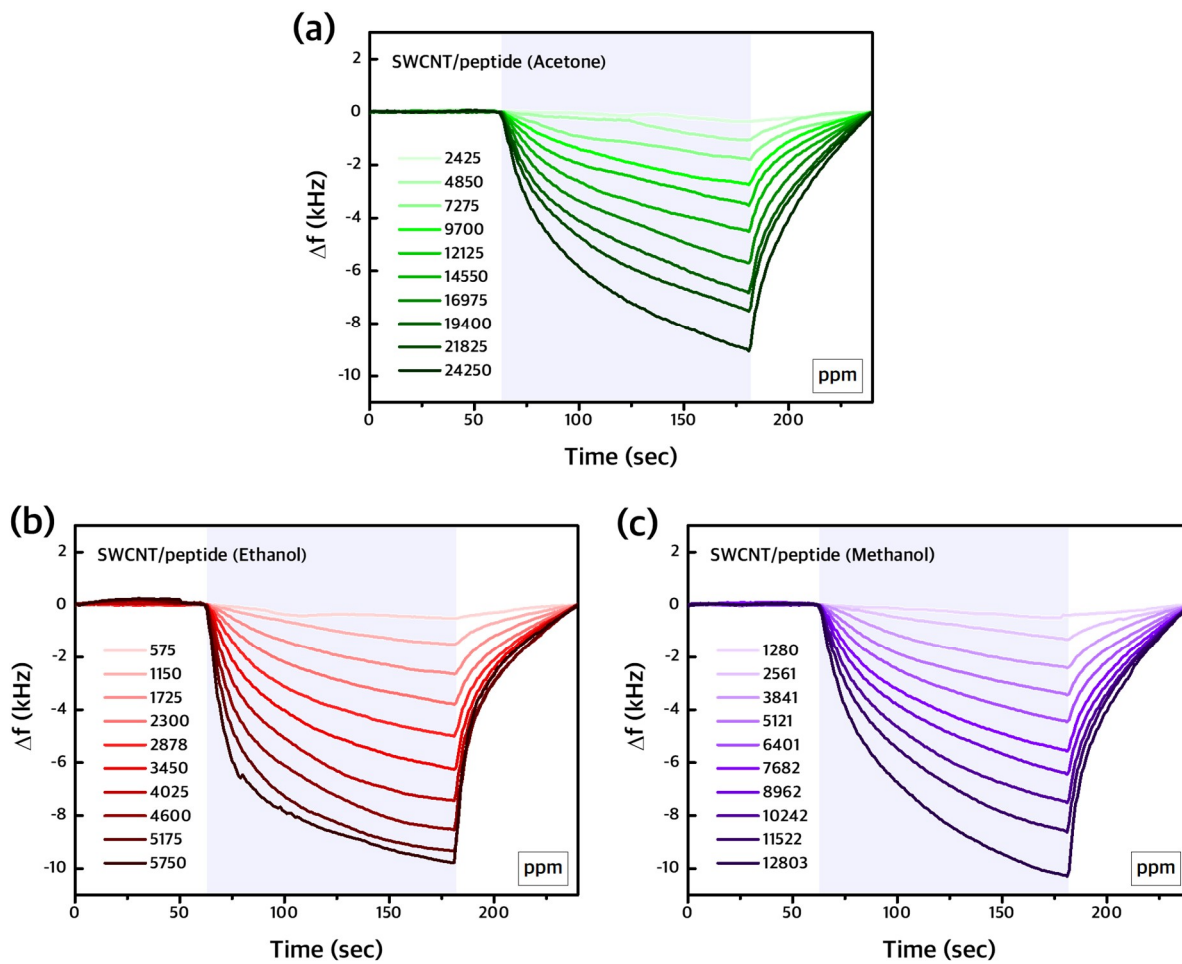 (a)
SWCNT/peptide (Acetone)
2
0
-2
-4
-6
-8
-10
Δf (kHz)
2425
4850
7275
9700
12125
14550
16975
19400
21825
24250
ppm
0 50 100 150 200
Time (sec)
(b)
SWCNT/peptide (Ethanol)
2
0
-2
-4
-6
-8
-10
Δf (kHz)
575
1150
1725
2300
2878
3450
4025
4600
5175
5750
ppm
0 50 100 150 200
Time (sec)
(c)
SWCNT/peptide (Methanol)
2
0
-2
-4
-6
-8
-10
Δf (kHz)
1280
2561
3841
5121
6401
7682
8962
10242
11522
12803
ppm
0 50 100 150 200
Time (sec)